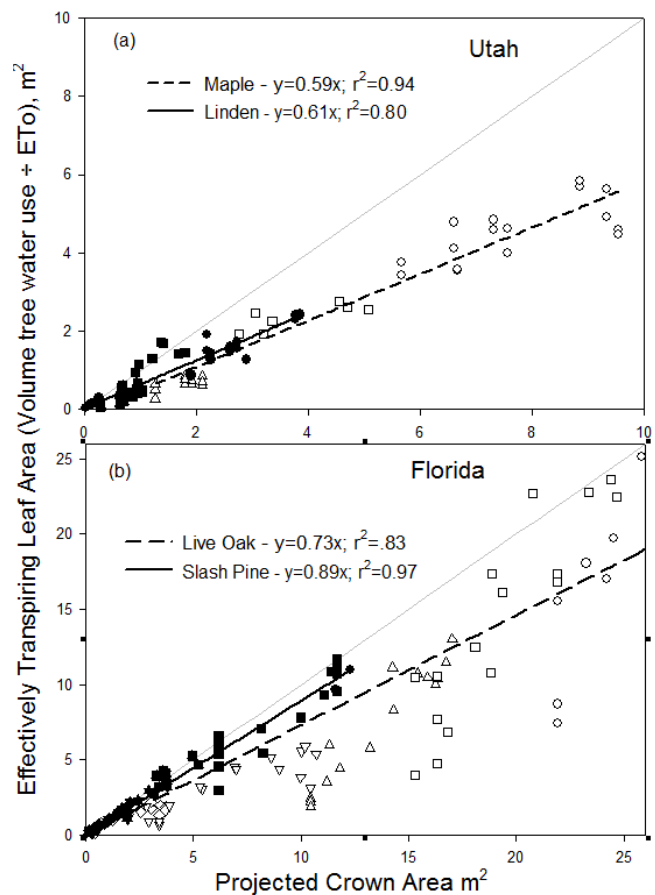 Effectively Transpiring Leaf Area (Volume tree water use ÷ ETo), m²
10
8
6
4
2
0
(a)
Utah
Maple - y=0.59x; r²=0.94
Linden - y=0.61x; r²=0.80
0 2 4 6 8 10
25
20
15
10
5
0
(b)
Florida
Live Oak - y=0.73x; r²=.83
Slash Pine - y=0.89x; r²=0.97
0 5 10 15 20 25
Projected Crown Area m²